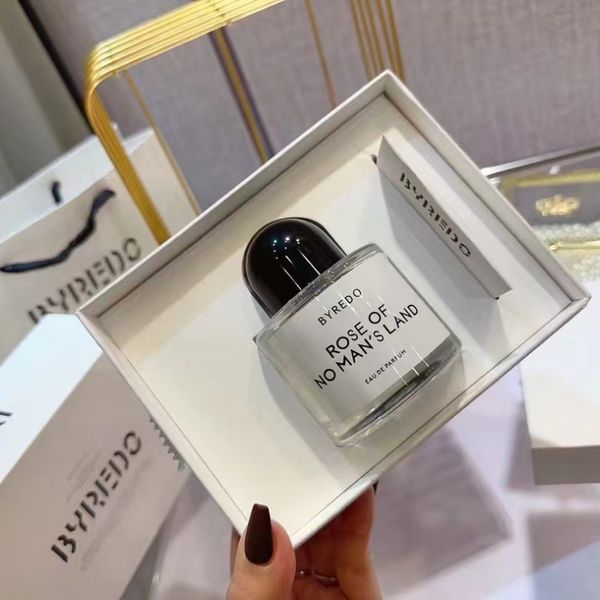 BYREDO
BYREDO
ROSE OF
NO MAN'S LAND
EAU DE PARFUM
BYREDO
BYREDO